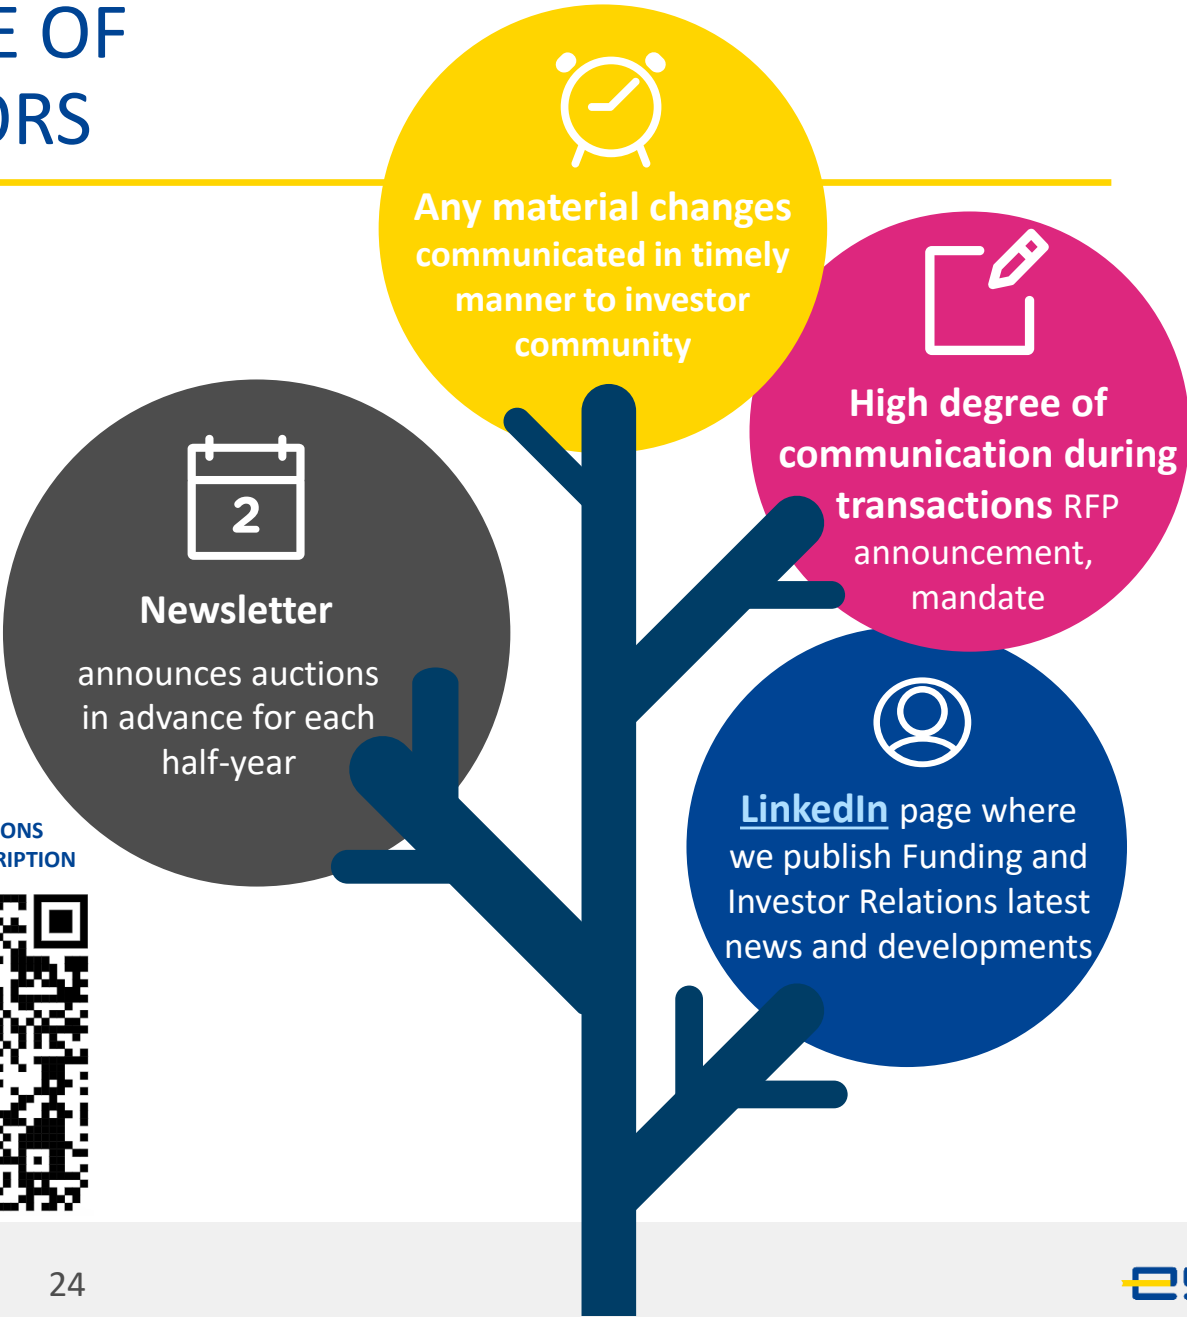 E OF
ORS
Any material changes
communicated in timely
manner to investor
community
High degree of
communication during
transactions RFP
announcement,
mandate
2
Newsletter
announces auctions
in advance for each
half-year
LinkedIn page where
we publish Funding and
Investor Relations latest
news and developments
ONS
RIPTION
24